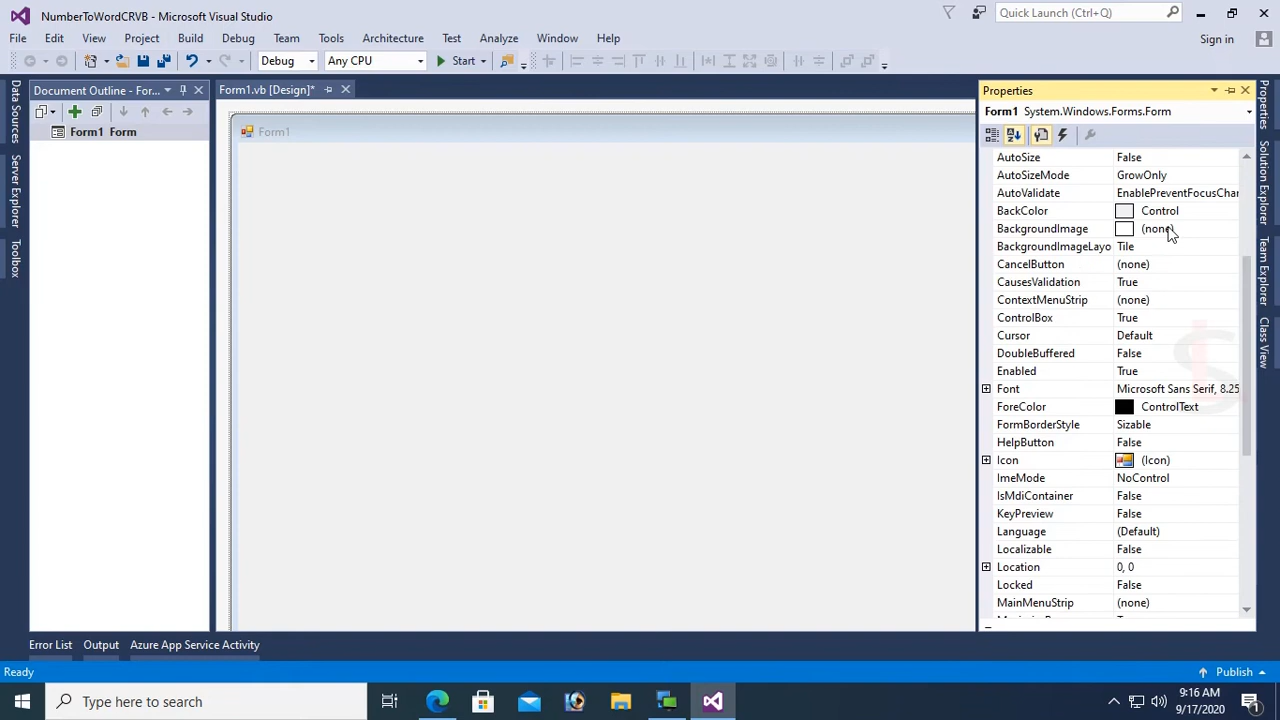 NumberToWordCRVB - Microsoft Visual Studio
Quick Launch (Ctrl+Q)
File Edit View Project Build Debug Team Tools Architecture Test Analyze Window Help
Sign in
Debug Any CPU Start
Document Outline - For...
Form1.vb [Design]*
Properties
Form1 Form
Form1
Form1 System.Windows.Forms.Form
AutoSize False
AutoSizeMode GrowOnly
AutoValidate EnablePreventFocusChan
BackColor Control
BackgroundImage (none)
BackgroundImageLayo Tile
CancelButton (none)
CausesValidation True
ContextMenuStrip (none)
ControlBox True
Cursor Default
DoubleBuffered False
Enabled True
Font Microsoft Sans Serif, 8.25
ForeColor ControlText
FormBorderStyle Sizable
HelpButton False
Icon (Icon)
ImeMode NoControl
IsMdiContainer False
KeyPreview False
Language (Default)
Localizable False
Location 0, 0
Locked False
MainMenuStrip (none)
Data Sources
Server Explorer
Toolbox
Properties
Solution Explorer
Team Explorer
Class View
Error List Output Azure App Service Activity
Ready
Publish
Type here to search
9:16 AM
9/17/2020
1